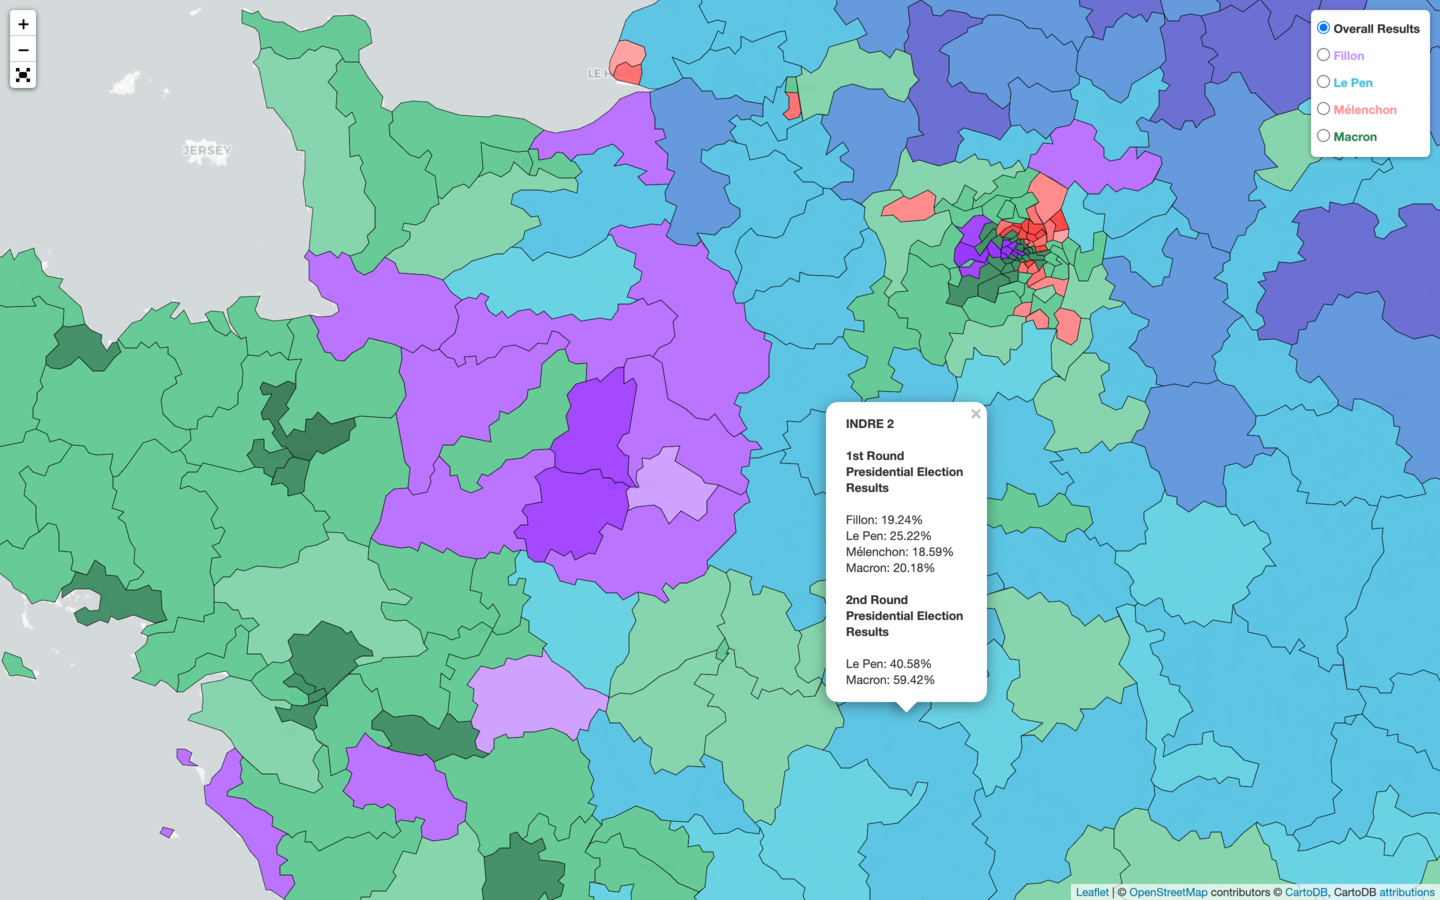 +
−
LE H
JERSEY
EN
Overall Results
Fillon
Le Pen
Mélenchon
Macron
×
INDRE 2
1st Round
Presidential Election
Results
Fillon: 19.24%
Le Pen: 25.22%
Mélenchon: 18.59%
Macron: 20.18%
2nd Round
Presidential Election
Results
Le Pen: 40.58%
Macron: 59.42%
Leaflet | © OpenStreetMap contributors © CartoDB, CartoDB attributions